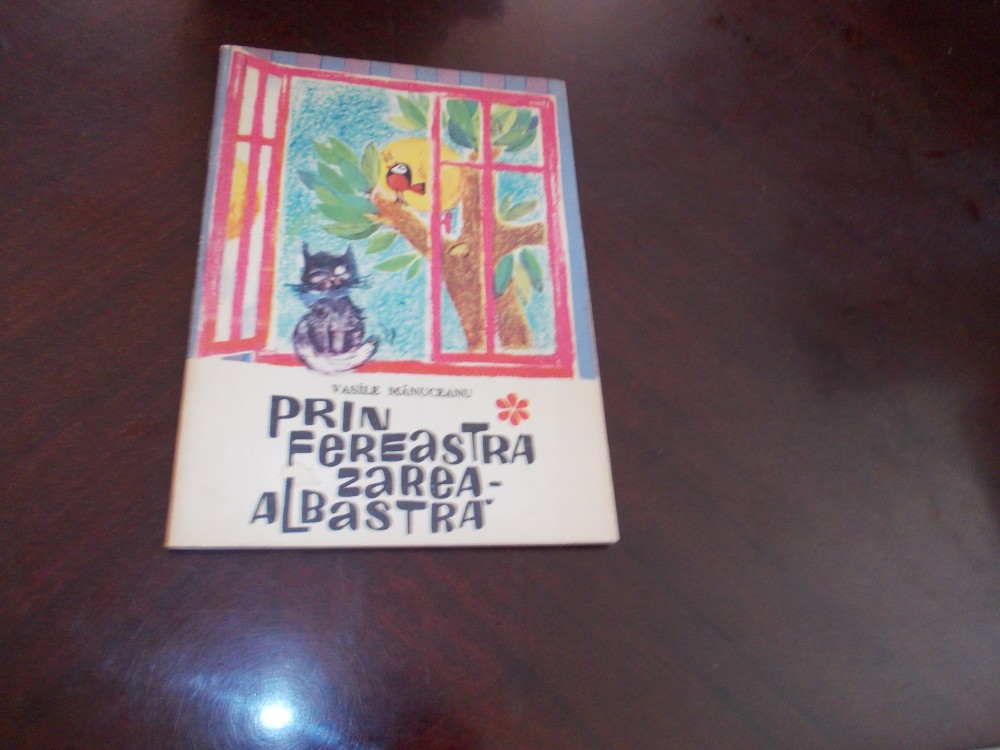 VASILE MĂNUCEANU
PRIN
FEREASTRA
ZAREA-
ALBASTRĂ